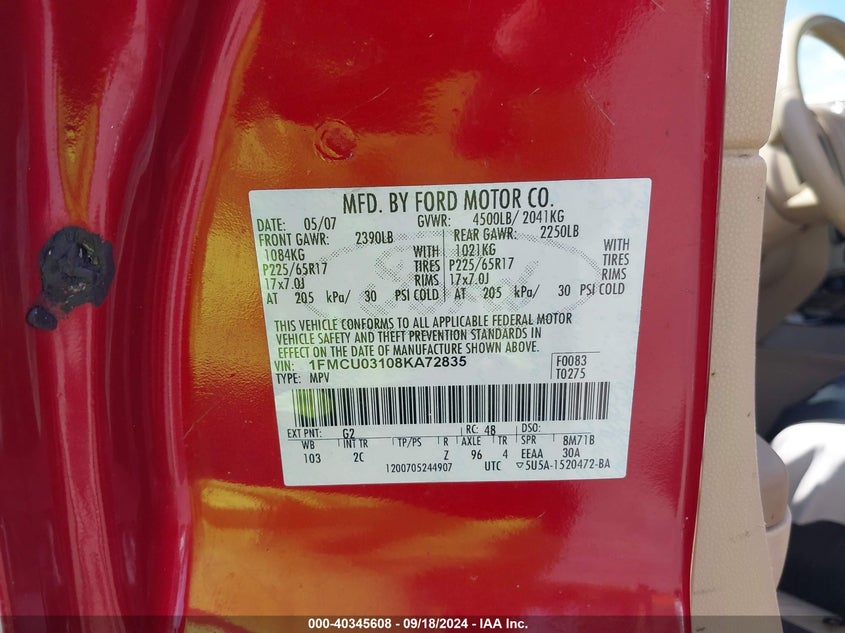 MFD. BY FORD MOTOR CO.
DATE: 05/07 GVWR: 4500LB/ 2041KG
FRONT GAWR: 2390LB REAR GAWR: 2250LB
1084KG WITH 1021KG WITH
P225/65R17 TIRES P225/65R17 TIRES
17x7.0J RIMS 17x7.0J RIMS
AT 205 kPa/ 30 PSI COLD AT 205 kPa/ 30 PSI COLD
THIS VEHICLE CONFORMS TO ALL APPLICABLE FEDERAL MOTOR
VEHICLE SAFETY AND THEFT PREVENTION STANDARDS IN
EFFECT ON THE DATE OF MANUFACTURE SHOWN ABOVE.
VIN: 1FMCU03108KA72835 F0083
TYPE: MPV T0275
EXT PNT: G2 RC: 48 DSO:
WB INT TR TP/PS R AXLE TR SPR 8M71B
103 2C Z 96 4 EEAA 30A
1200705244907 UTC 5U5A-1520472-BA
000-40345608 - 09/18/2024 - IAA Inc.